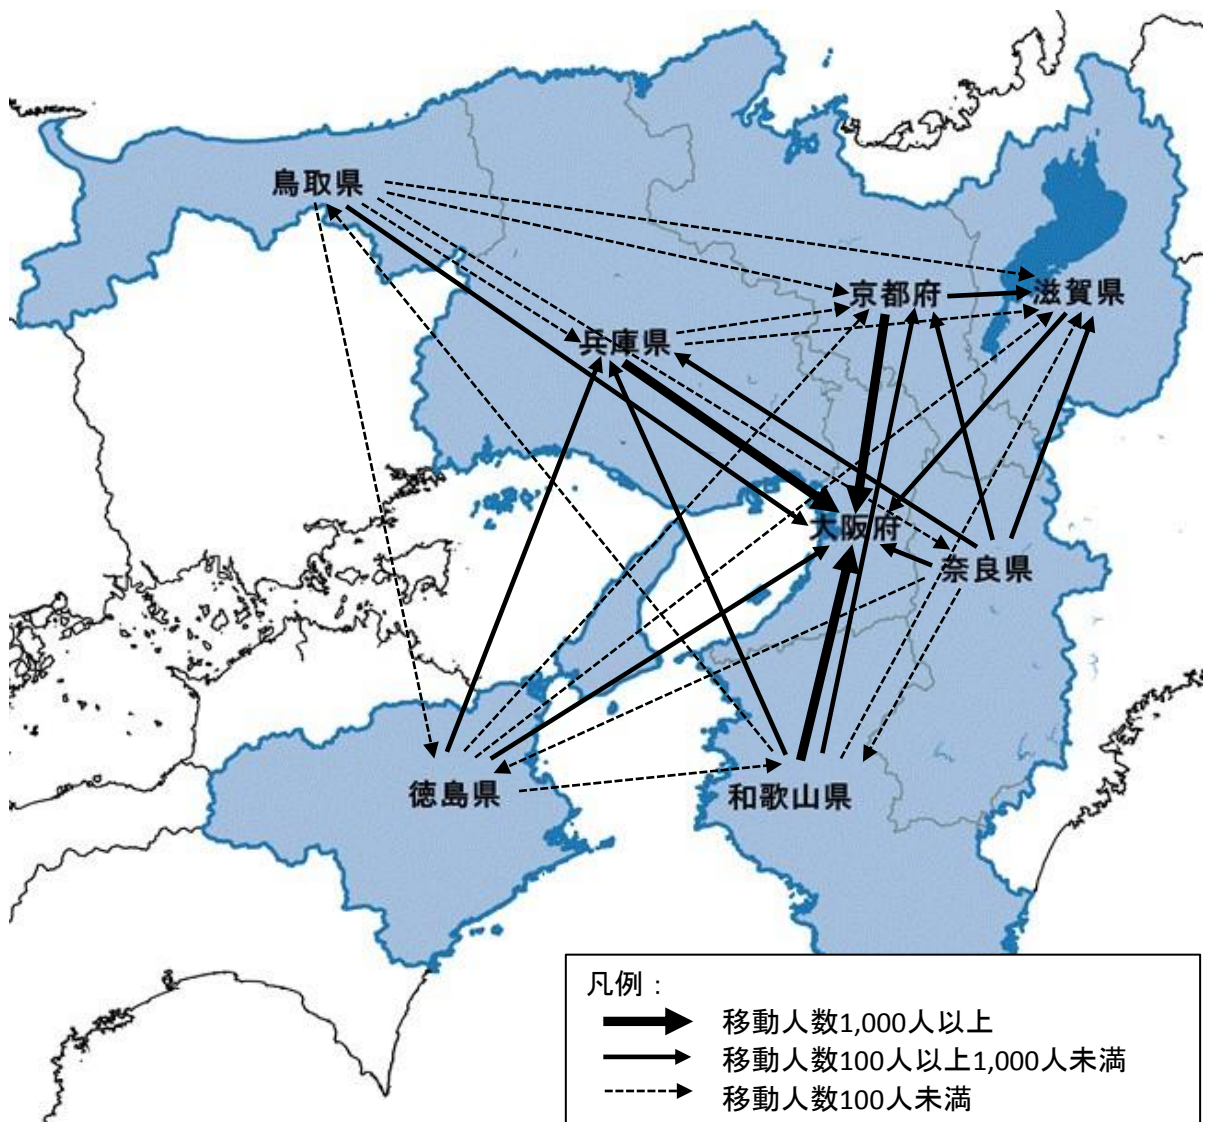 鳥取県
京都府
滋賀県
兵庫県
大阪府
奈良県
徳島県
和歌山県
凡例：
移動人数1,000人以上
移動人数100人以上1,000人未満
移動人数100人未満